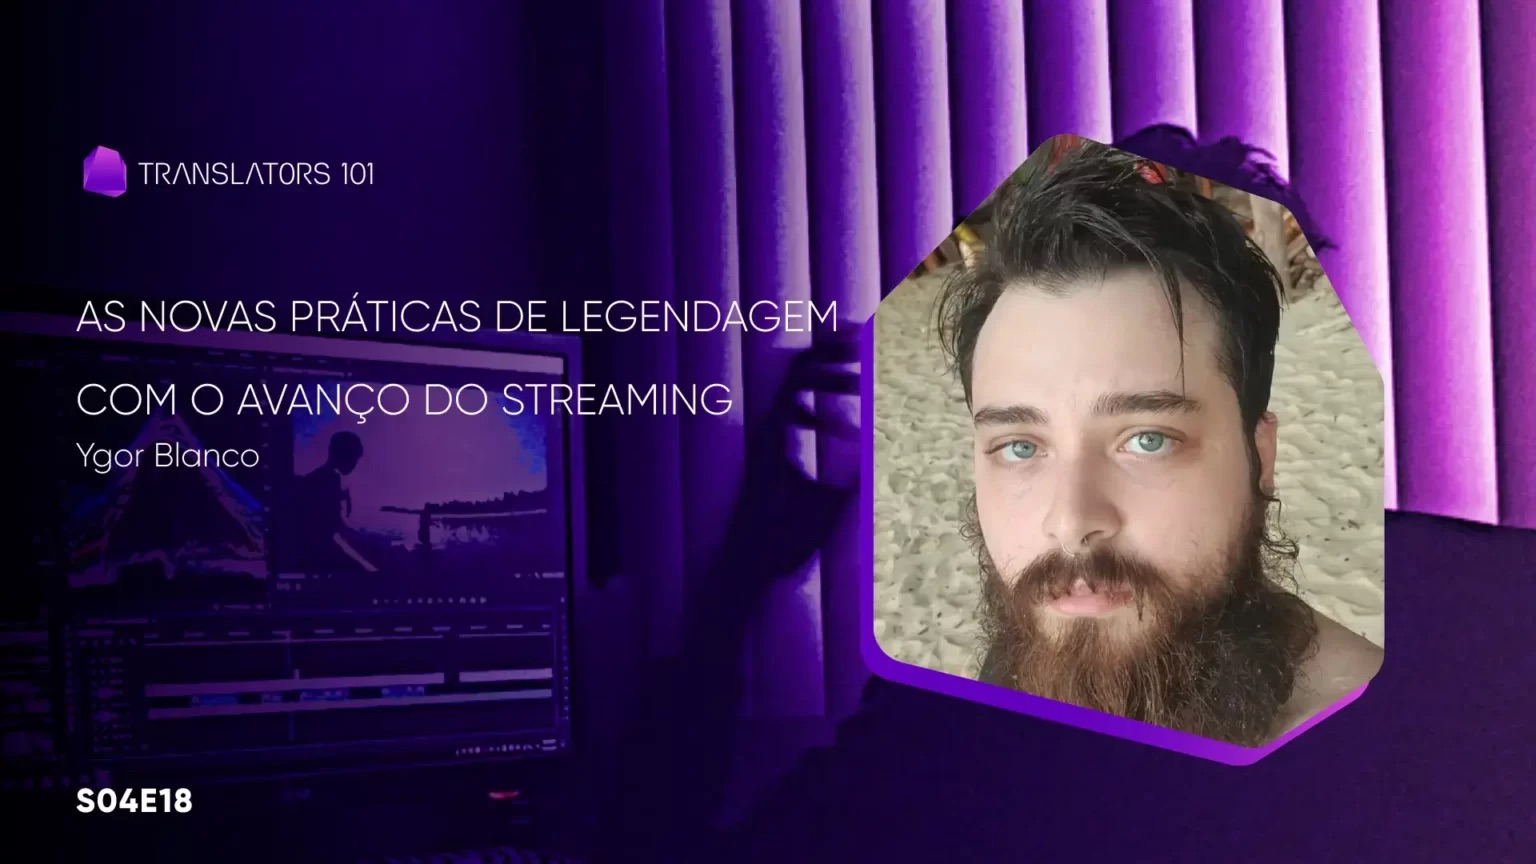 TRANSLATORS 101
AS NOVAS PRÁTICAS DE LEGENDAGEM
COM O AVANÇO DO STREAMING
Ygor Blanco
S04E18